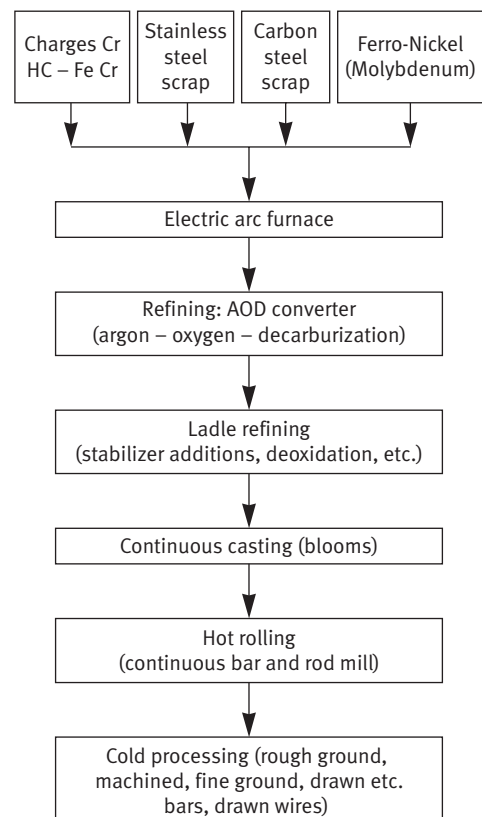 Charges Cr
HC – Fe Cr
Stainless
steel
scrap
Carbon
steel
scrap
Ferro-Nickel
(Molybdenum)
Electric arc furnace
Refining: AOD converter
(argon – oxygen – decarburization)
Ladle refining
(stabilizer additions, deoxidation, etc.)
Continuous casting (blooms)
Hot rolling
(continuous bar and rod mill)
Cold processing (rough ground,
machined, fine ground, drawn etc.
bars, drawn wires)